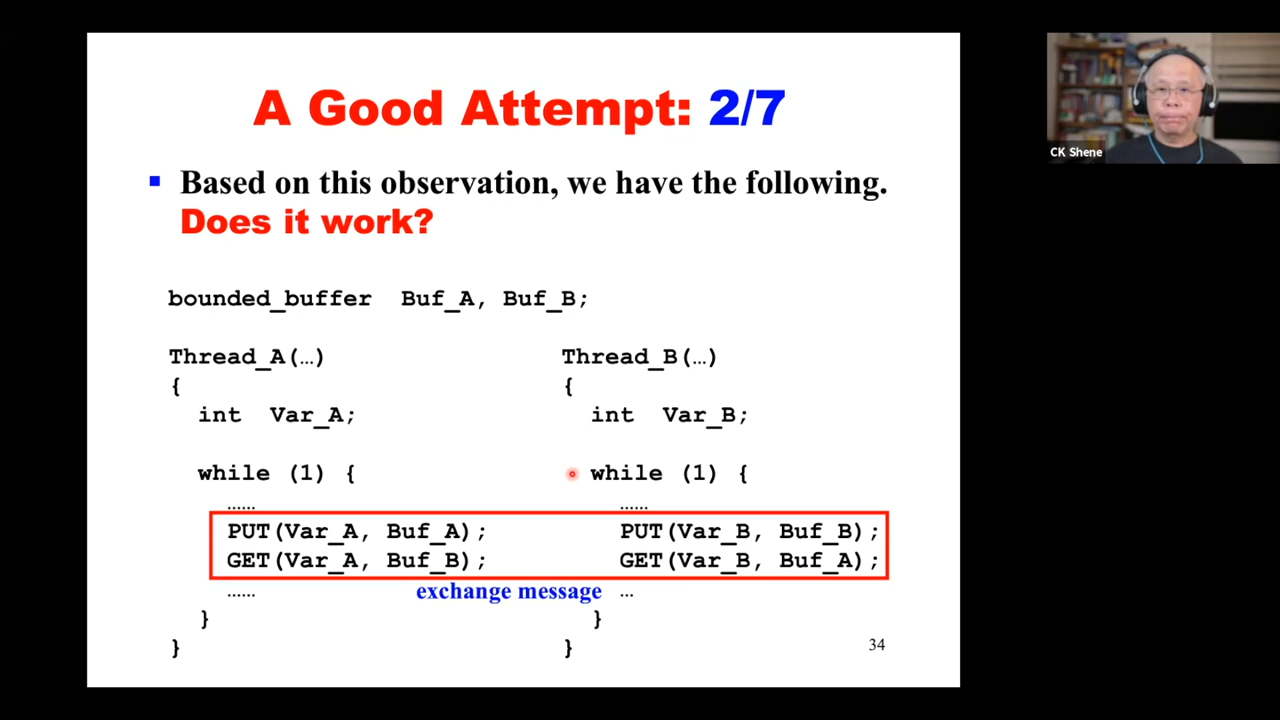 A Good Attempt: 2/7
▪ Based on this observation, we have the following.
Does it work?
bounded_buffer Buf_A, Buf_B;
Thread_A(…)
{
int Var_A;
while (1) {
……
PUT(Var_A, Buf_A);
GET(Var_A, Buf_B);
……
}
}
Thread_B(…)
{
int Var_B;
while (1) {
……
PUT(Var_B, Buf_B);
GET(Var_B, Buf_A);
…
}
}
exchange message
34
CK Shene